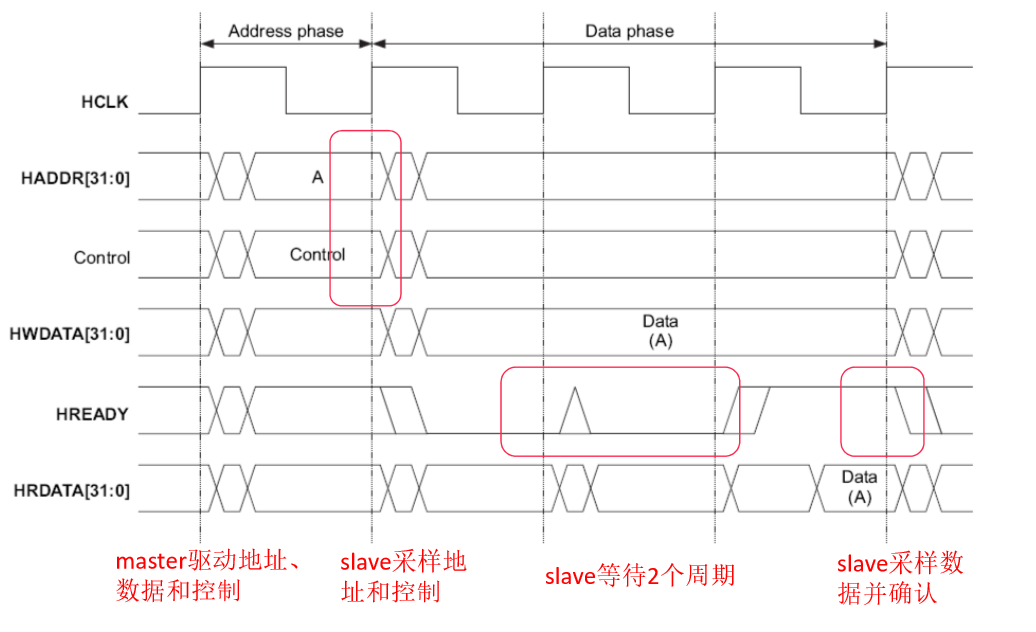 Address phase
Data phase
HCLK
HADDR[31:0]
A
Control
Control
HWDATA[31:0]
Data
(A)
HREADY
HRDATA[31:0]
Data
(A)
master驱动地址、
数据和控制
slave采样地
址和控制
slave等待2个周期
slave采样数
据并确认